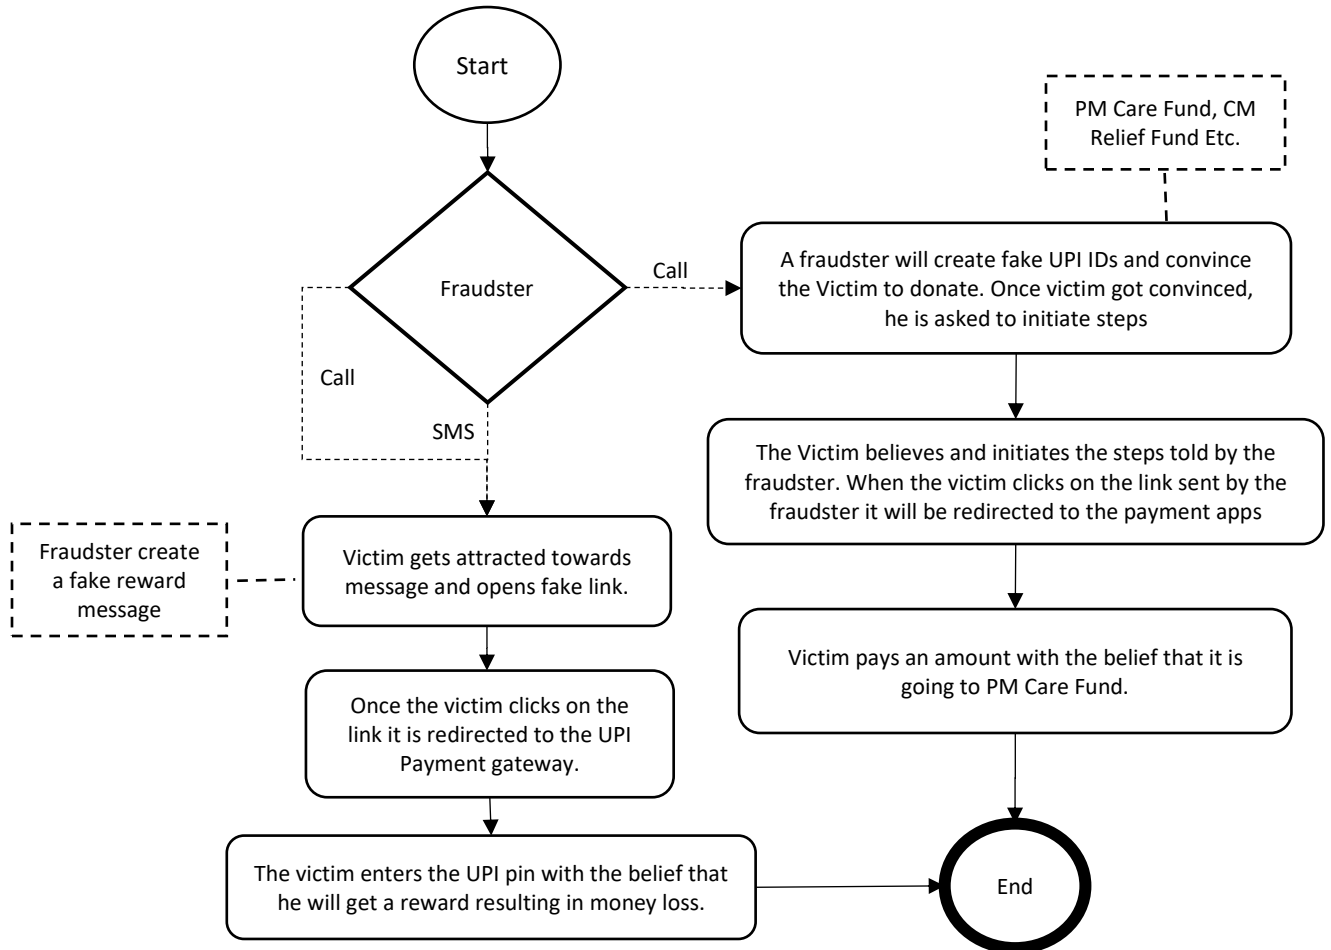 Start
PM Care Fund, CM
Relief Fund Etc.
Fraudster
Call
A fraudster will create fake UPI IDs and convince
the Victim to donate. Once victim got convinced,
he is asked to initiate steps
Call
SMS
The Victim believes and initiates the steps told by the
fraudster. When the victim clicks on the link sent by the
fraudster it will be redirected to the payment apps
Fraudster create
a fake reward
message
Victim gets attracted towards
message and opens fake link.
Victim pays an amount with the belief that it is
going to PM Care Fund.
Once the victim clicks on the
link it is redirected to the UPI
Payment gateway.
The victim enters the UPI pin with the belief that
he will get a reward resulting in money loss.
End